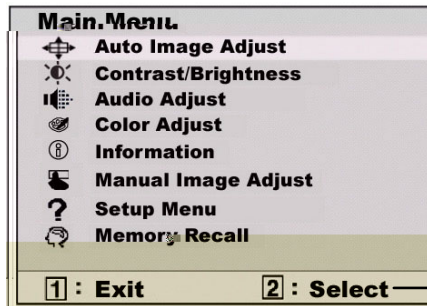 Main Menu
Auto Image Adjust
Contrast/Brightness
Audio Adjust
Color Adjust
Information
Manual Image Adjust
Setup Menu
Memory Recall
1 : Exit 2 : Select